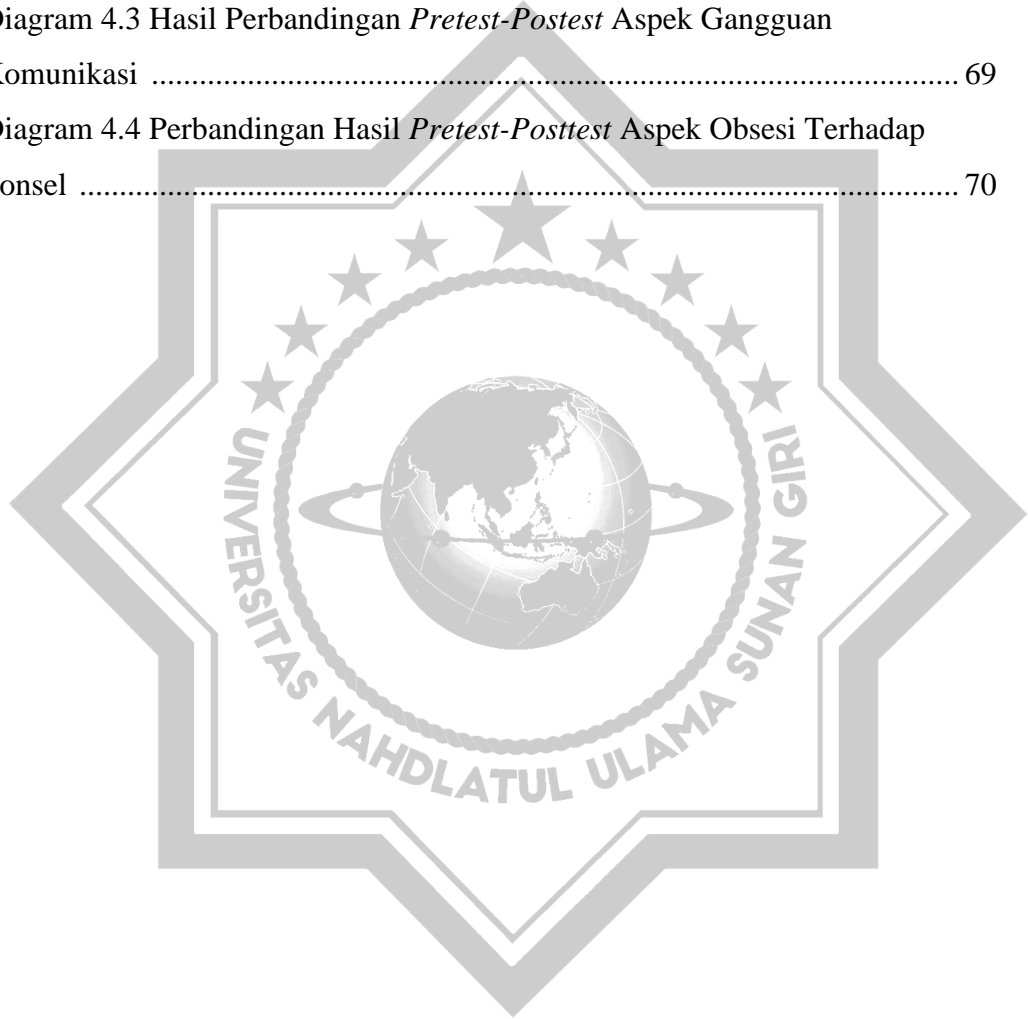 iagram 4.3 Hasil Perbandingan Pretest-Postest Aspek Gangguan
Komunikasi .................................................................................................... 69
Diagram 4.4 Perbandingan Hasil Pretest-Posttest Aspek Obsesi Terhadap
onsel ............................................................................................................. 70
UNIVERSITAS NAHDLATUL ULAMA SUNAN GIRI